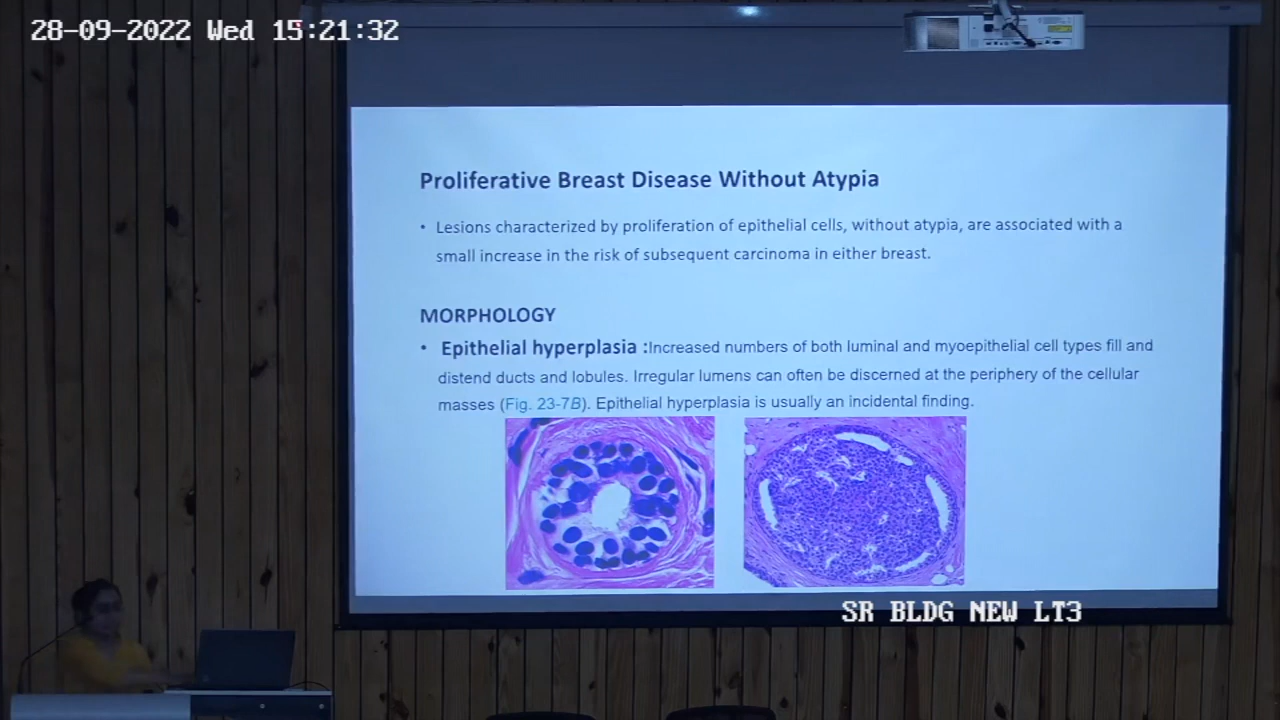 28-09-2022 Wed 15:21:32
Proliferative Breast Disease Without Atypia
• Lesions characterized by proliferation of epithelial cells, without atypia, are associated with a
small increase in the risk of subsequent carcinoma in either breast.
MORPHOLOGY
• Epithelial hyperplasia :Increased numbers of both luminal and myoepithelial cell types fill and
distend ducts and lobules. Irregular lumens can often be discerned at the periphery of the cellular
masses (Fig. 23-7B). Epithelial hyperplasia is usually an incidental finding.
SR BLDG NEW LT3